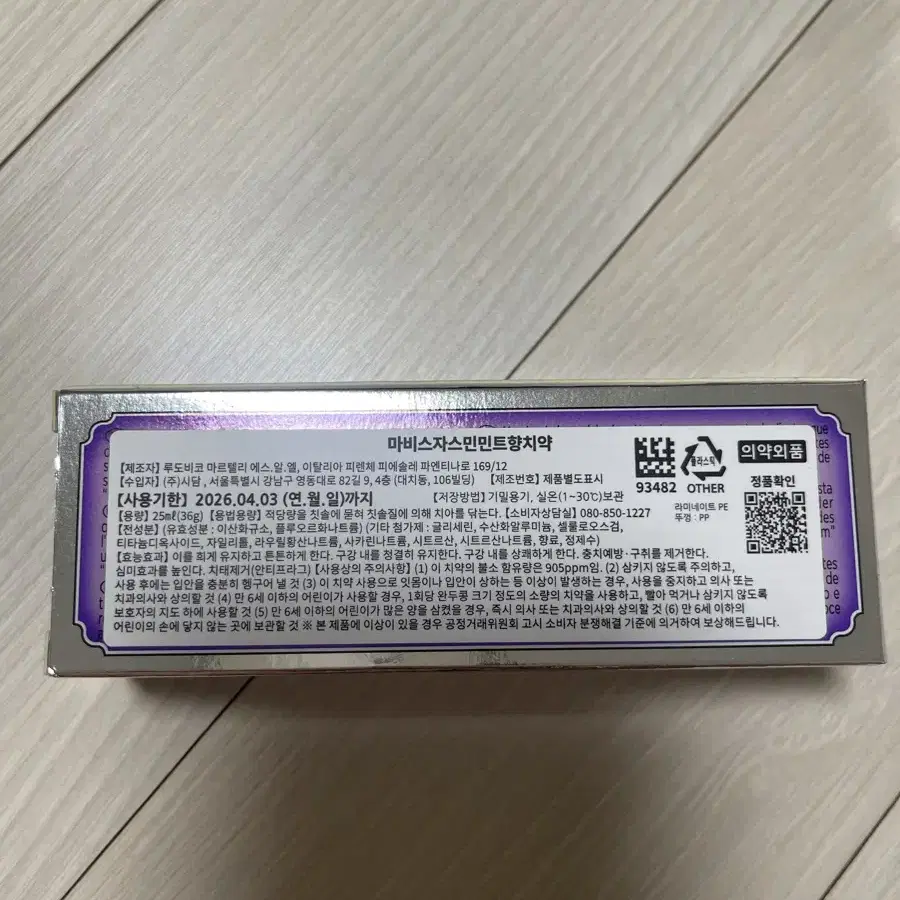 마비스자스민민트향치약
[제조자] 루도비코 마르텔리 에스.알.엘, 이탈리아 피렌체 피에솔레 파엔티나로 169/12
[수입자] (주)시담, 서울특별시 강남구 영동대로 82길 9, 4층 (대치동, 106빌딩) [제조번호] 제품별도표시
[사용기한] 2026.04.03 (연.월.일)까지 [저장방법] 기밀용기, 실온(1~30℃)보관
[용량] 25㎖(36g) [용법용량] 적당량을 칫솔에 묻혀 칫솔질에 의해 치아를 닦는다. [소비자상담실] 080-850-1227
[전성분] (유효성분 : 이산화규소, 플루오르화나트륨) (기타 첨가제 : 글리세린, 수산화알루미늄, 셀룰로오스검,
티타늄디옥사이드, 자일리톨, 라우릴황산나트륨, 사카린나트륨, 시트르산, 시트르산나트륨, 향료, 정제수)
[효능효과] 이를 희게 유지하고 튼튼하게 한다. 구강 내를 청결히 유지한다. 구강 내를 상쾌하게 한다. 충치예방·구취를 제거한다.
심미효과를 높인다. 치태제거(안티프라그) [사용상의 주의사항] (1) 이 치약의 불소 함유량은 905ppm임. (2) 삼키지 않도록 주의하고,
사용 후에는 입안을 충분히 헹구어 낼 것 (3) 이 치약 사용으로 잇몸이나 입안이 상하는 등 이상이 발생하는 경우, 사용을 중지하고 의사 또는
치과의사와 상의할 것 (4) 만 6세 이하의 어린이가 사용할 경우, 1회당 완두콩 크기 정도의 소량의 치약을 사용하고, 빨아 먹거나 삼키지 않도록
보호자의 지도 하에 사용할 것 (5) 만 6세 이하의 어린이가 많은 양을 삼켰을 경우, 즉시 의사 또는 치과의사와 상의할 것 (6) 만 6세 이하의
어린이의 손에 닿지 않는 곳에 보관할 것 ※ 본 제품에 이상이 있을 경우 공정거래위원회 고시 소비자 분쟁해결 기준에 의거하여 보상해드립니다.
93482
플라스틱
OTHER
라미네이트 PE
뚜껑 : PP
의약외품
정품확인